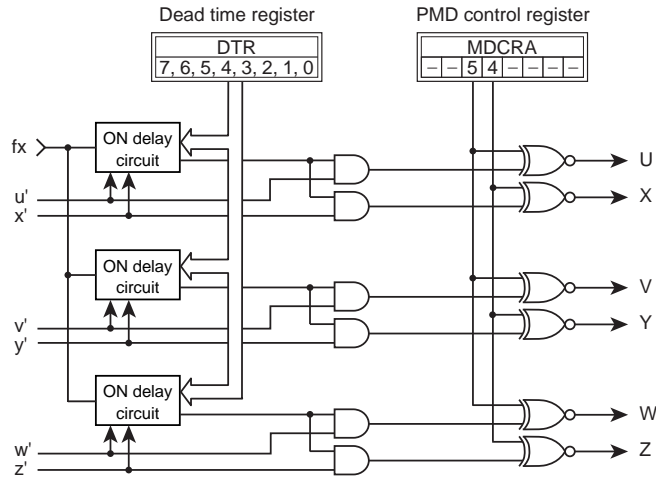 Dead time register
PMD control register
DTR
MDCRA
7, 6, 5, 4, 3, 2, 1, 0
– – 5 4 – – – –
fx
ON delay
circuit
U
u'
X
x'
ON delay
circuit
V
v'
Y
y'
ON delay
circuit
W
w'
Z
z'